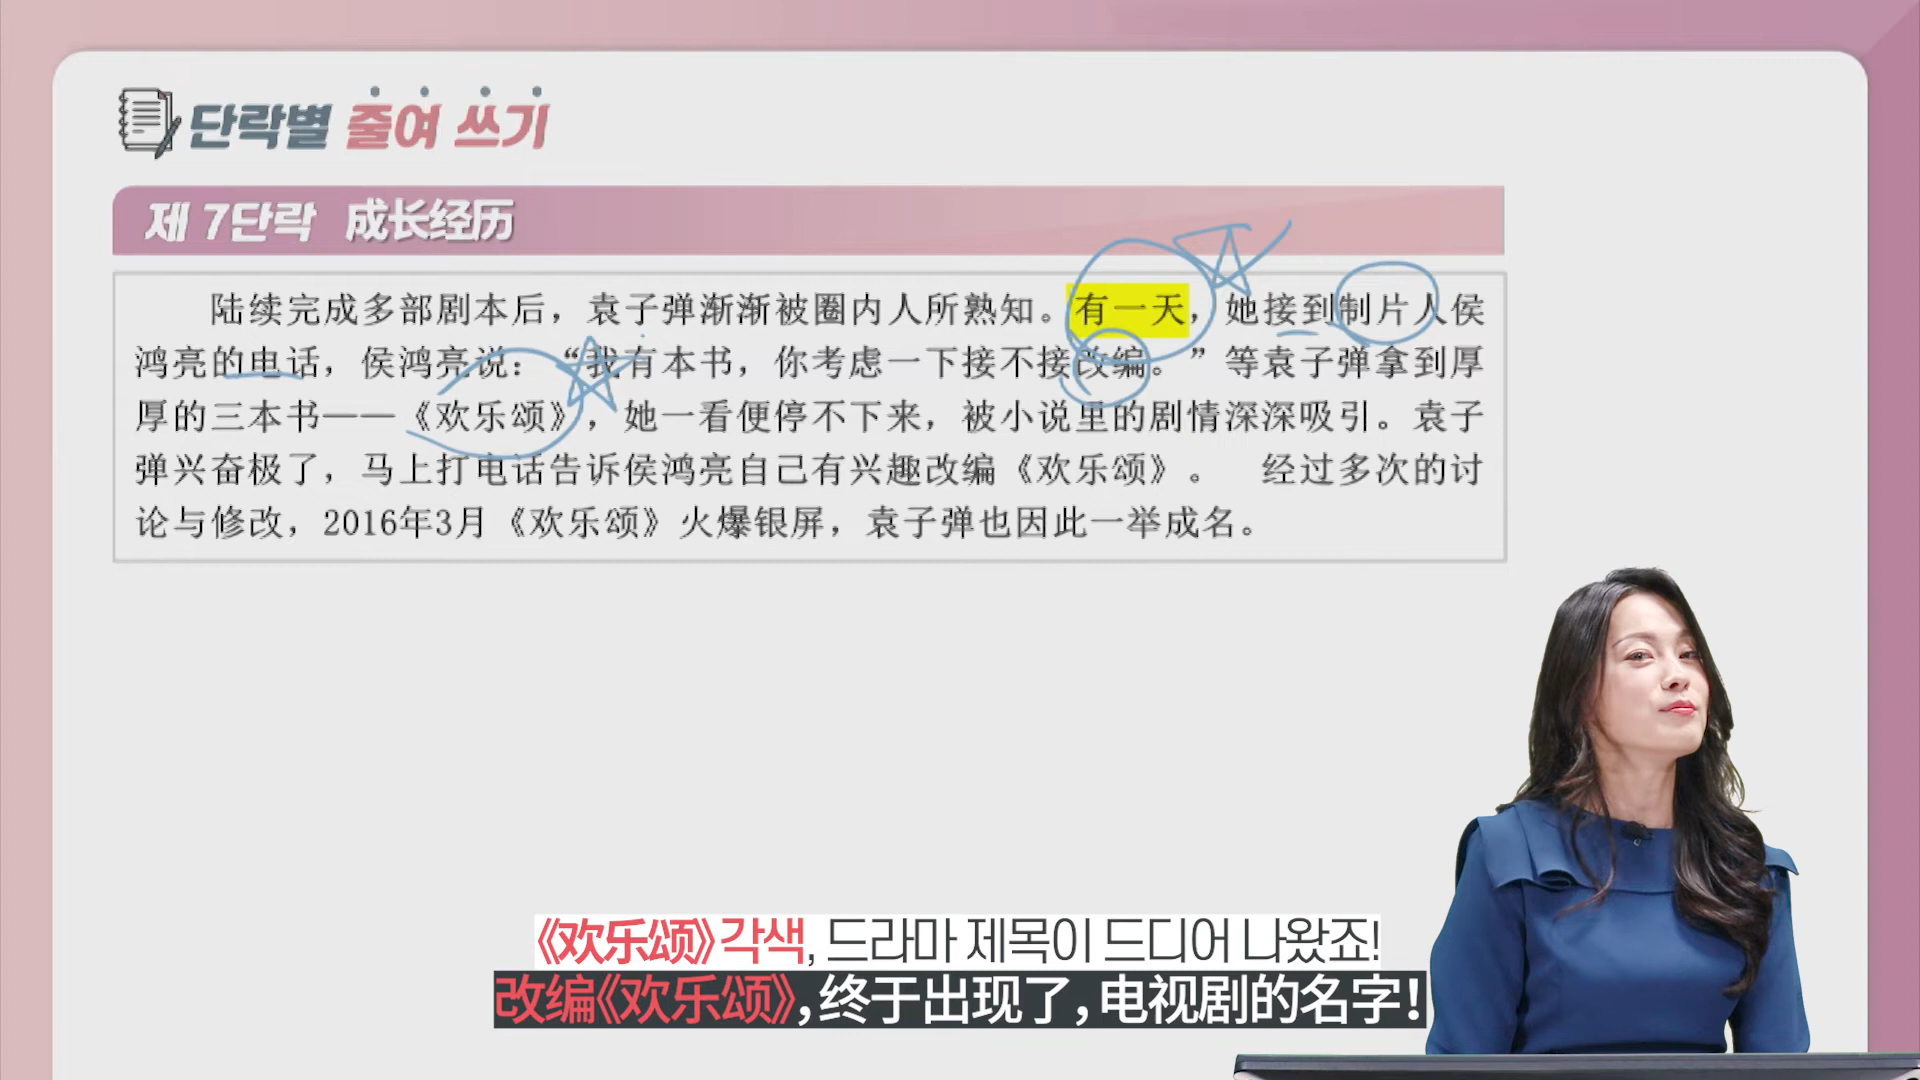 단락별 줄여 쓰기
제 7단락 成长经历
陆续完成多部剧本后，袁子弹渐渐被圈内人所熟知。有一天，她接到制片人侯
鸿亮的电话，侯鸿亮说：“我有本书，你考虑一下接不接改编。”等袁子弹拿到厚
厚的三本书——《欢乐颂》，她一看便停不下来，被小说里的剧情深深吸引。袁子
弹兴奋极了，马上打电话告诉侯鸿亮自己有兴趣改编《欢乐颂》。 经过多次的讨
论与修改，2016年3月《欢乐颂》火爆银屏，袁子弹也因此一举成名。
《欢乐颂》각색, 드라마 제목이 드디어 나왔죠!
改编《欢乐颂》，终于出现了，电视剧的名字！